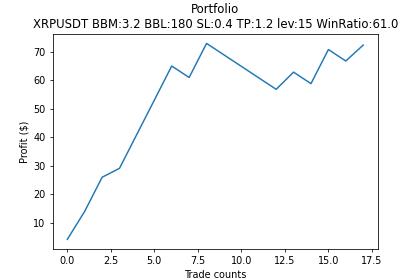 Portfolio
XRPUSDT BBM:3.2 BBL:180 SL:0.4 TP:1.2 lev:15 WinRatio:61.0
Profit ($)
70
60
50
40
30
20
10
0.0 2.5 5.0 7.5 10.0 12.5 15.0 17.5
Trade counts